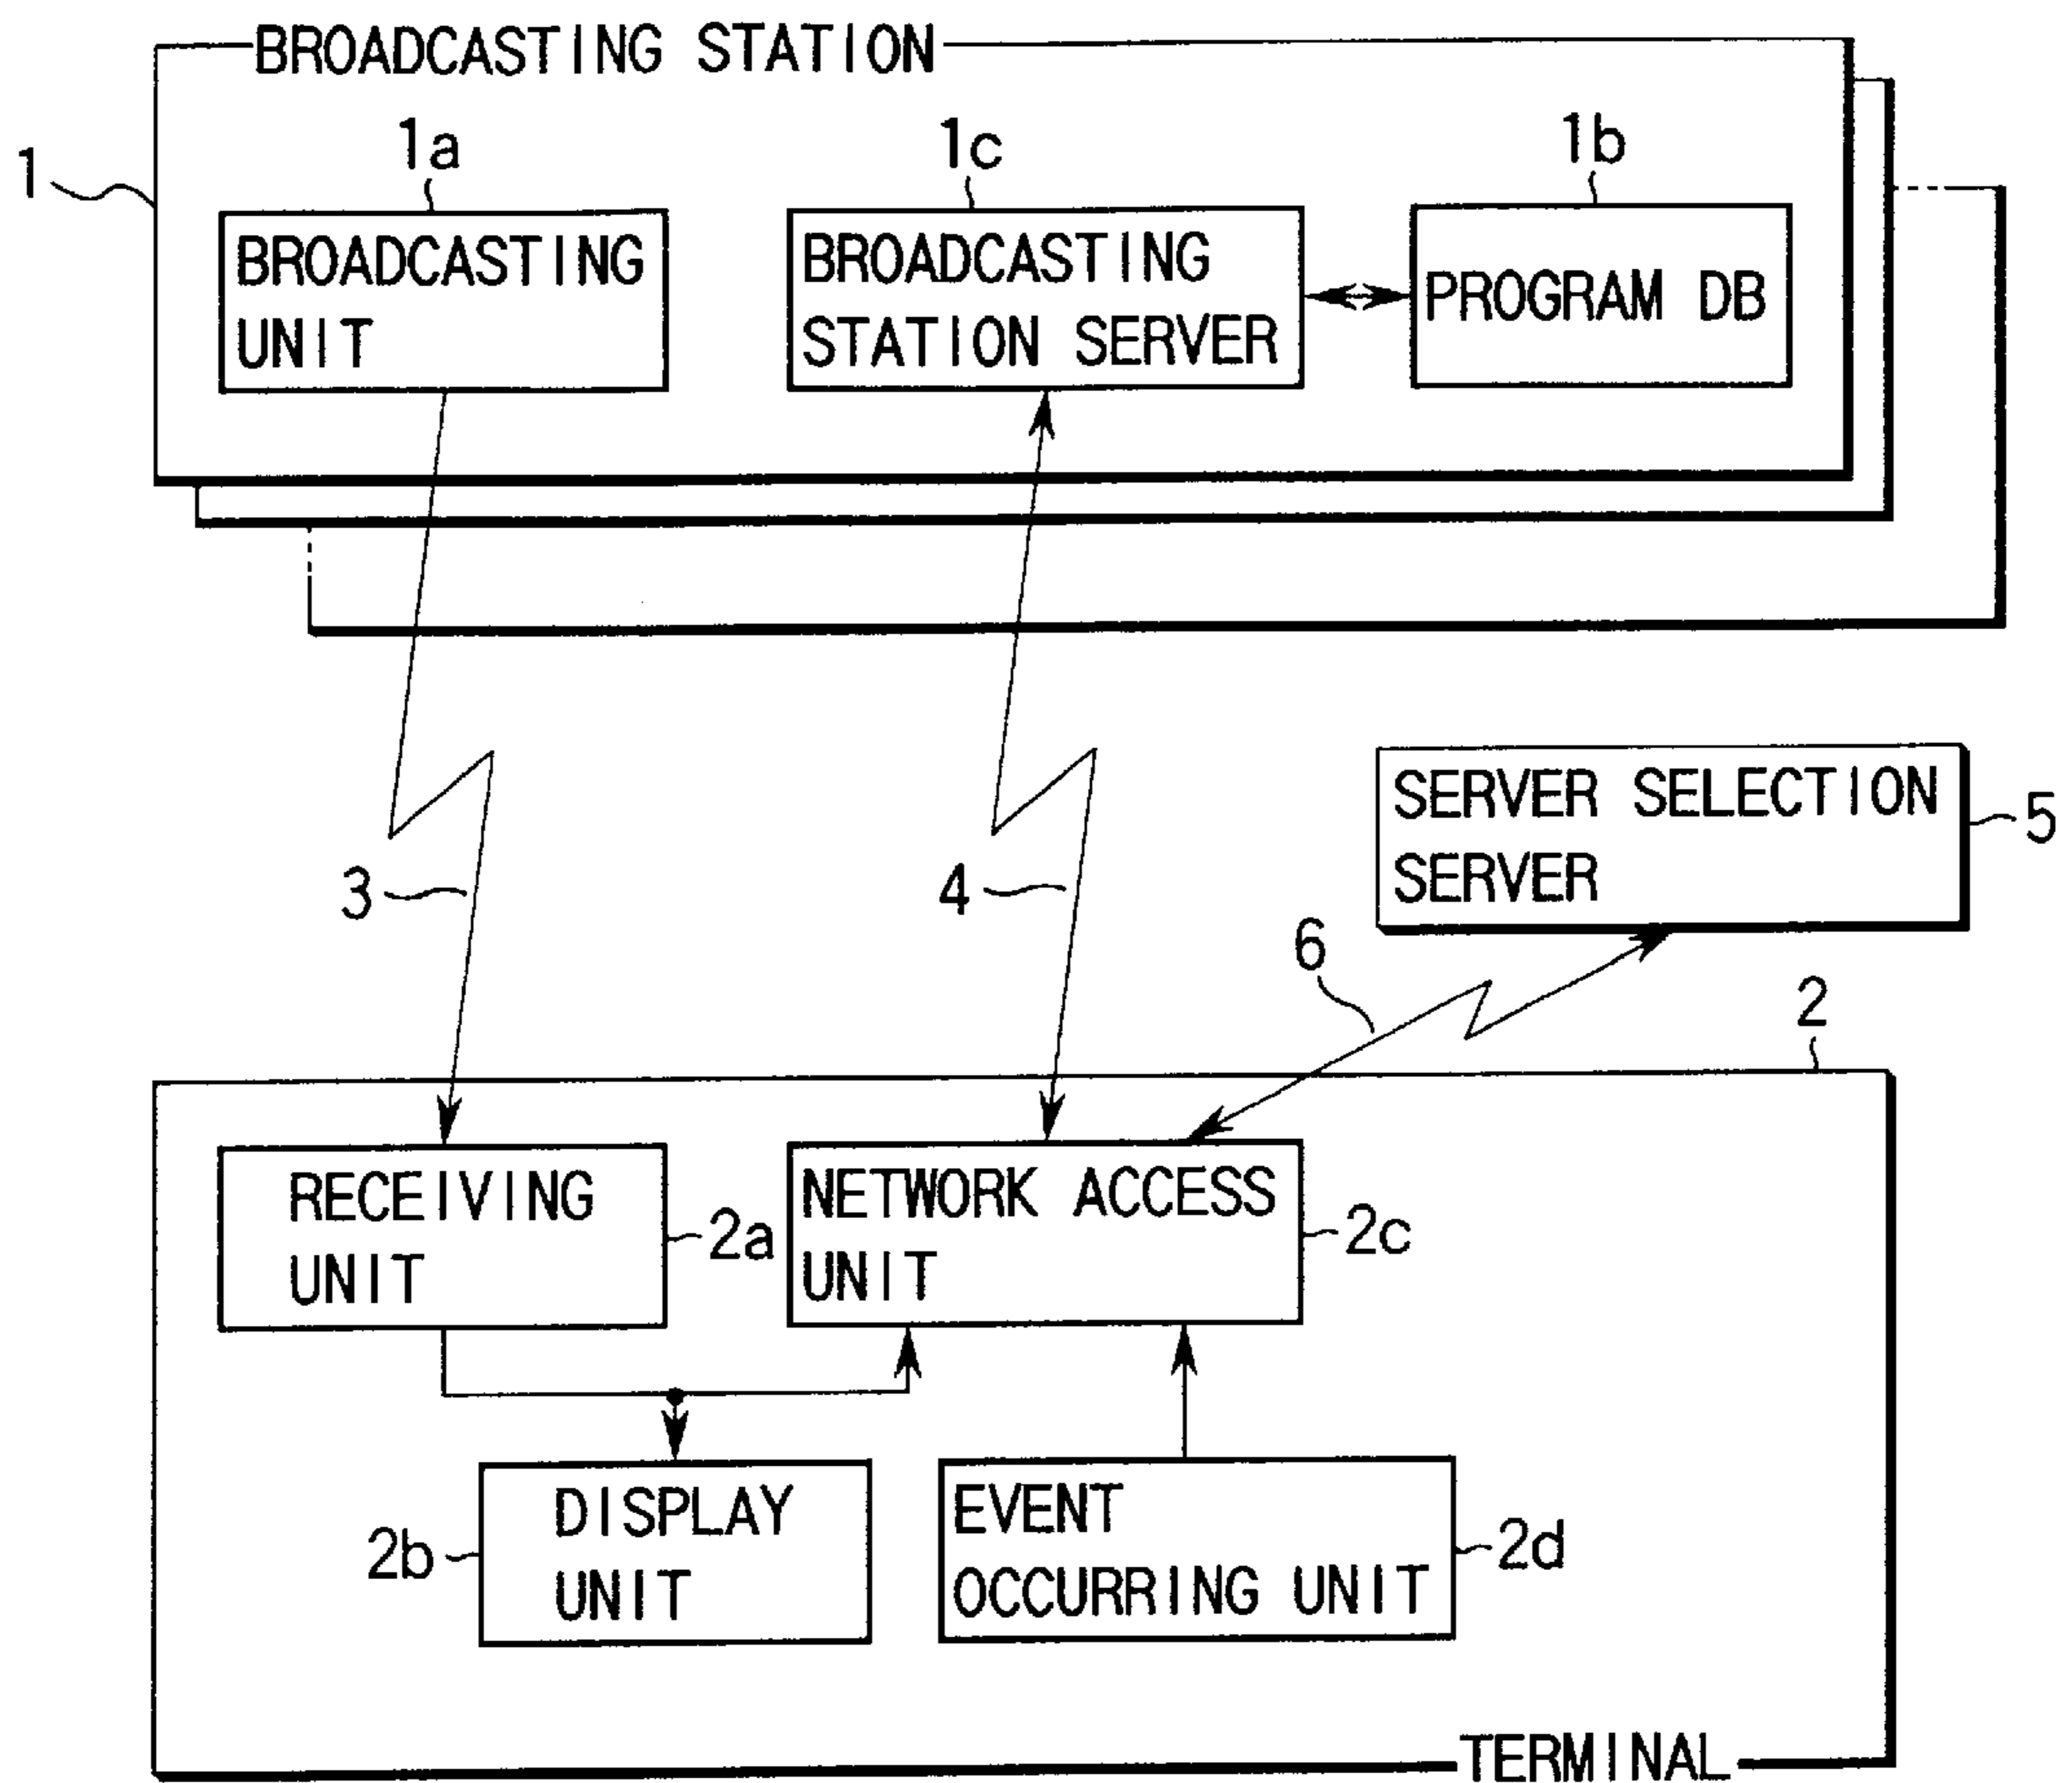 BROADCASTING STATION
1
1a
1c
1b
BROADCASTING
UNIT
BROADCASTING
STATION SERVER
PROGRAM DB
SERVER SELECTION
SERVER
5
3
4
6
2
RECEIVING
UNIT
2a
NETWORK ACCESS
UNIT
2c
DISPLAY
UNIT
2b
EVENT
OCCURRING UNIT
2d
TERMINAL